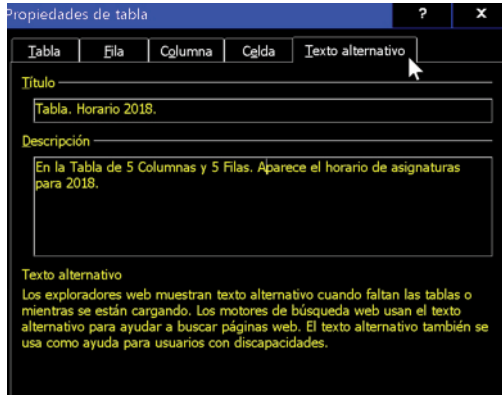 Propiedades de tabla ? x
Tabla Fila Columna Celda Texto alternativo
Título
Tabla. Horario 2018.
Descripción
En la Tabla de 5 Columnas y 5 Filas. Aparece el horario de asignaturas
para 2018.
Texto alternativo
Los exploradores web muestran texto alternativo cuando faltan las tablas o
mientras se están cargando. Los motores de búsqueda web usan el texto
alternativo para ayudar a buscar páginas web. El texto alternativo también se
usa como ayuda para usuarios con discapacidades.